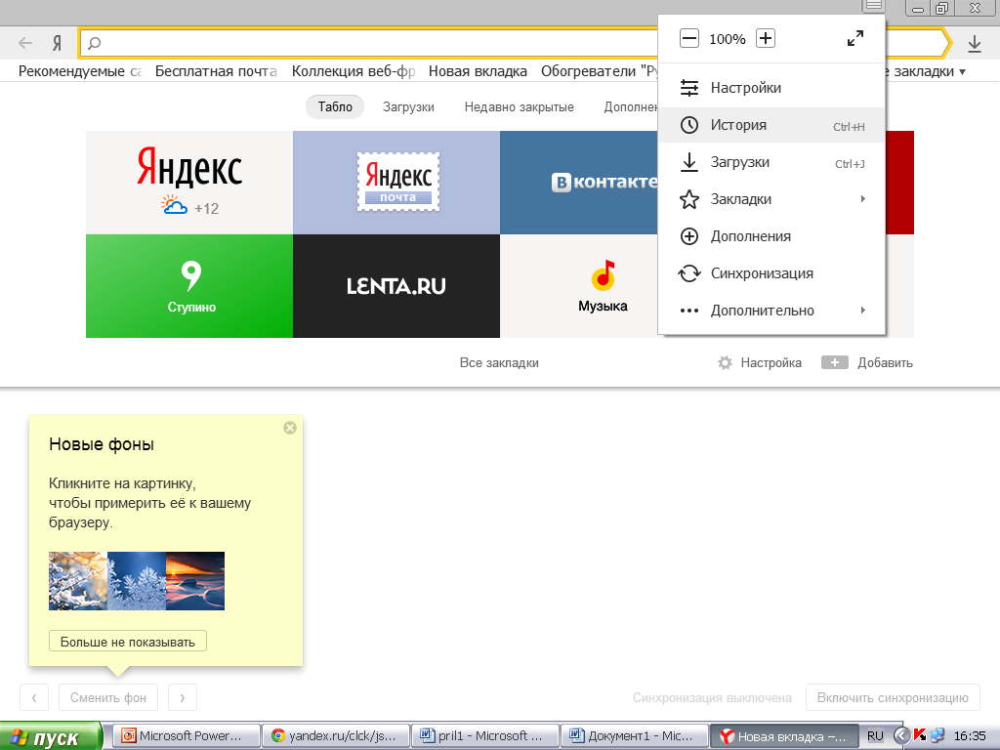 100%
Я
Рекомендуемые са
Бесплатная почта
Коллекция веб-фр
Новая вкладка
Обогреватели "Ру
е закладки
Настройки
История Ctrl+H
Загрузки Ctrl+J
Закладки
Дополнения
Синхронизация
Дополнительно
Табло
Загрузки
Недавно закрытые
Дополнен
Яндекс
+12
Яндекс
почта
В контакте
Ступино
LENTA.RU
Музыка
Все закладки
Настройка
Добавить
Новые фоны
Кликните на картинку,
чтобы примерить её к вашему
браузеру.
Больше не показывать
Сменить фон
Синхронизация выключена
Включить синхронизацию
пуск
Microsoft Power...
yandex.ru/clck/js...
pril1 - Microsoft ...
Документ1 - Mic...
Новая вкладка –...
RU
16:35